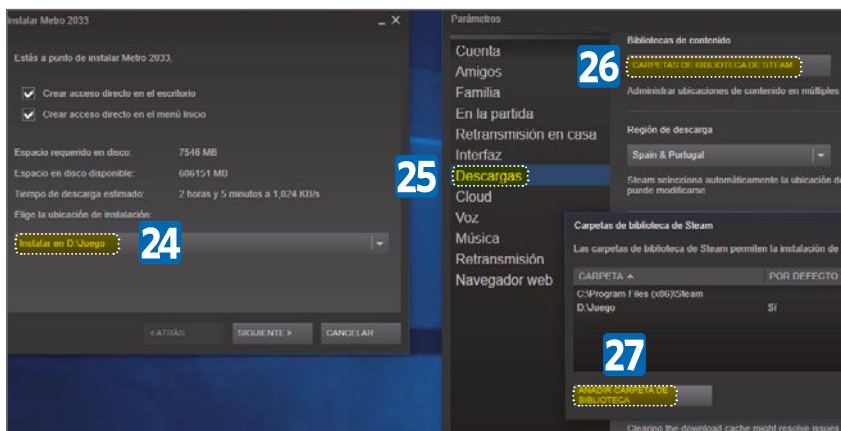 Instalar Metro 2033
Estás a punto de instalar Metro 2033.
Crear acceso directo en el escritorio
Crear acceso directo en el menú Inicio
Espacio requerido en disco: 7546 MB
Espacio en disco disponible: 686151 MB
Tiempo de descarga estimado: 2 horas y 5 minutos a 1,024 KB/s
Elige la ubicación de instalación:
Instalar en D:\Juego
24
<ATRÁS
SIGUIENTE >
CANCELAR
Parámetros
Cuenta
Amigos
Familia
En la partida
Retransmisión en casa
Interfaz
25
Descargas
Cloud
Voz
Música
Retransmisión
Navegador web
Bibliotecas de contenido
26
CARPETAS DE BIBLIOTECA DE STEAM
Administrar ubicaciones de contenido en múltiples
Región de descarga
Spain & Portugal
Steam selecciona automáticamente la ubicación de
puede modificarse
Carpetas de biblioteca de Steam
Las carpetas de biblioteca de Steam permiten la instalación de
CARPETA
POR DEFECTO
C:\Program Files (x86)\Steam
D:\Juego
Sí
27
AÑADIR CARPETA DE
BIBLIOTECA
Clearing the download cache might resolve issues